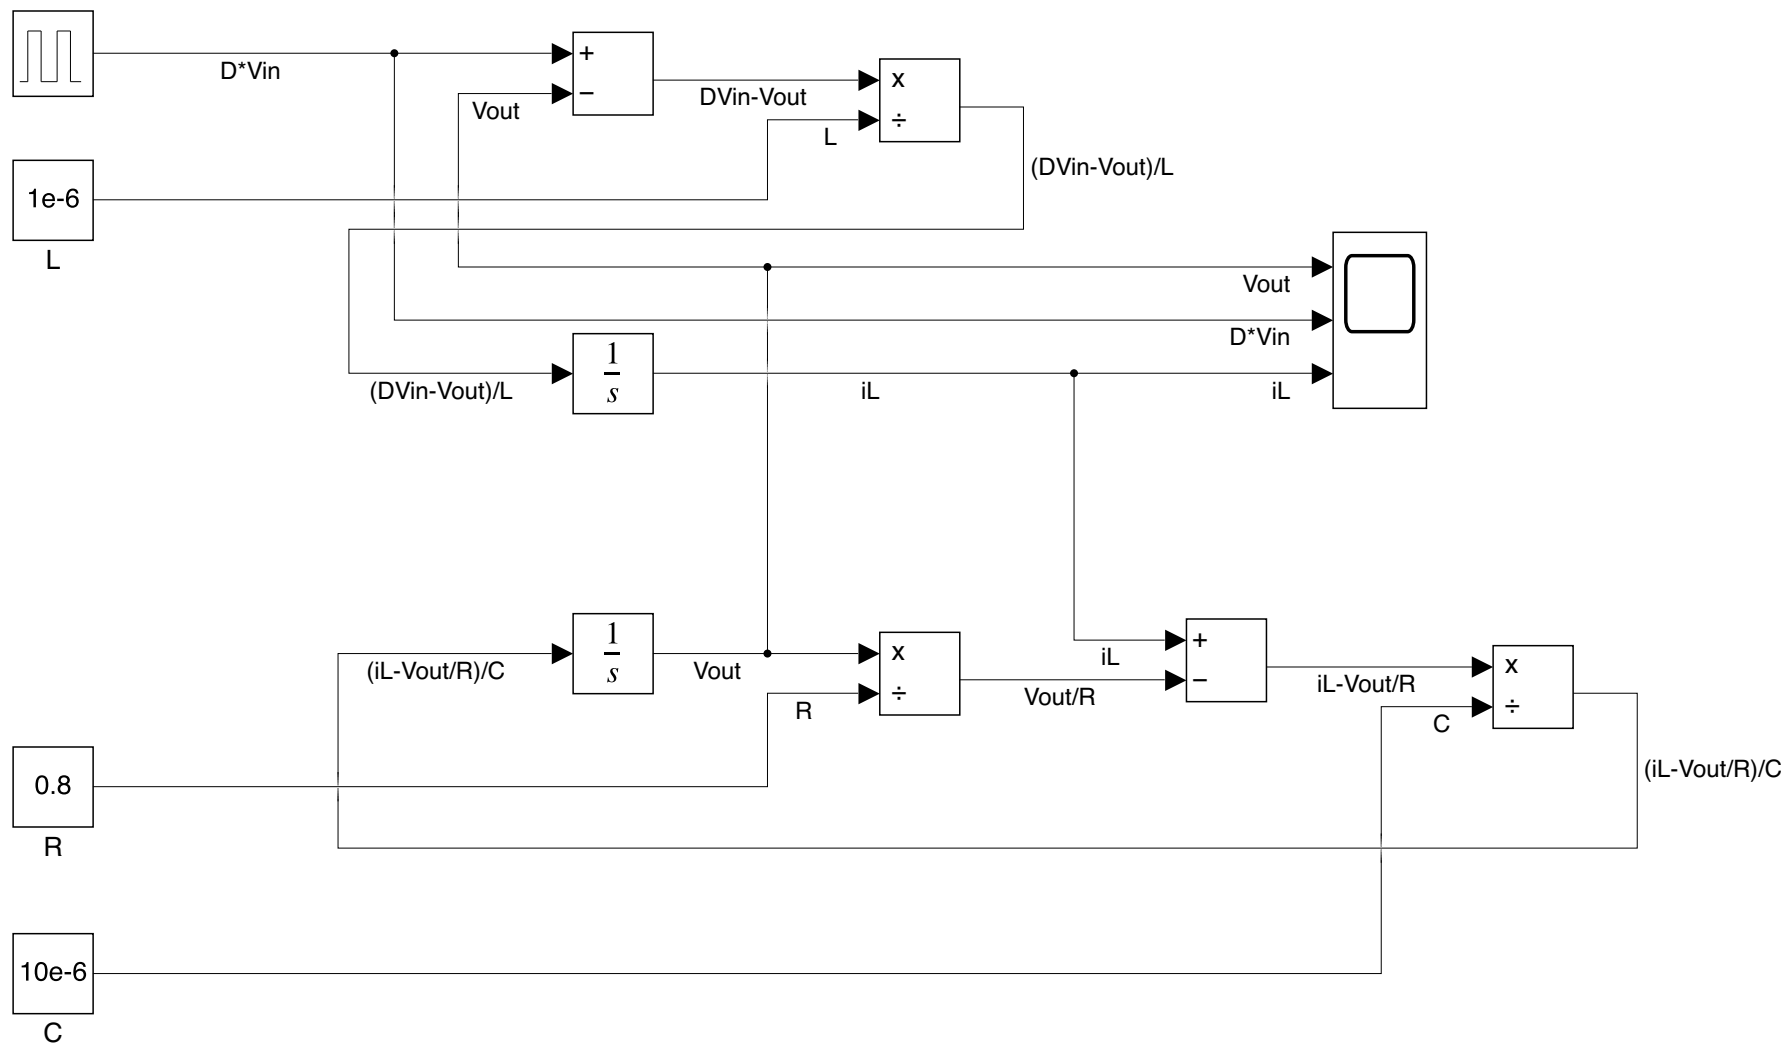 D*Vin
+
−
Vout
DVin-Vout
x
÷
L
(DVin-Vout)/L
1e-6
L
Vout
D*Vin
(DVin-Vout)/L
1
s
iL
iL
(iL-Vout/R)/C
1
s
Vout
x
÷
R
Vout/R
iL
+
−
iL-Vout/R
x
÷
C
(iL-Vout/R)/C
0.8
R
10e-6
C